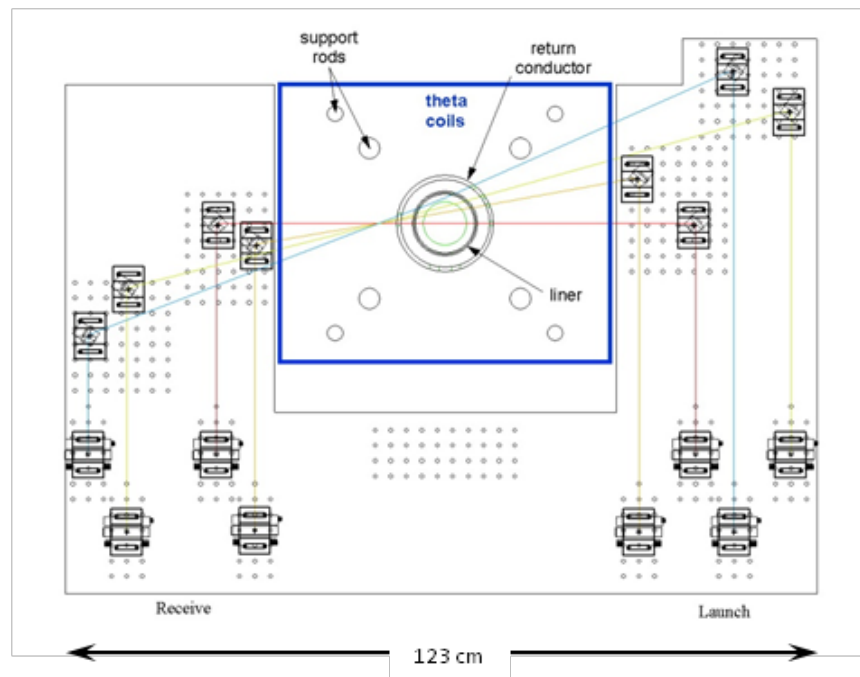 support
rods
return
conductor
theta
coils
liner
Receive
Launch
123 cm